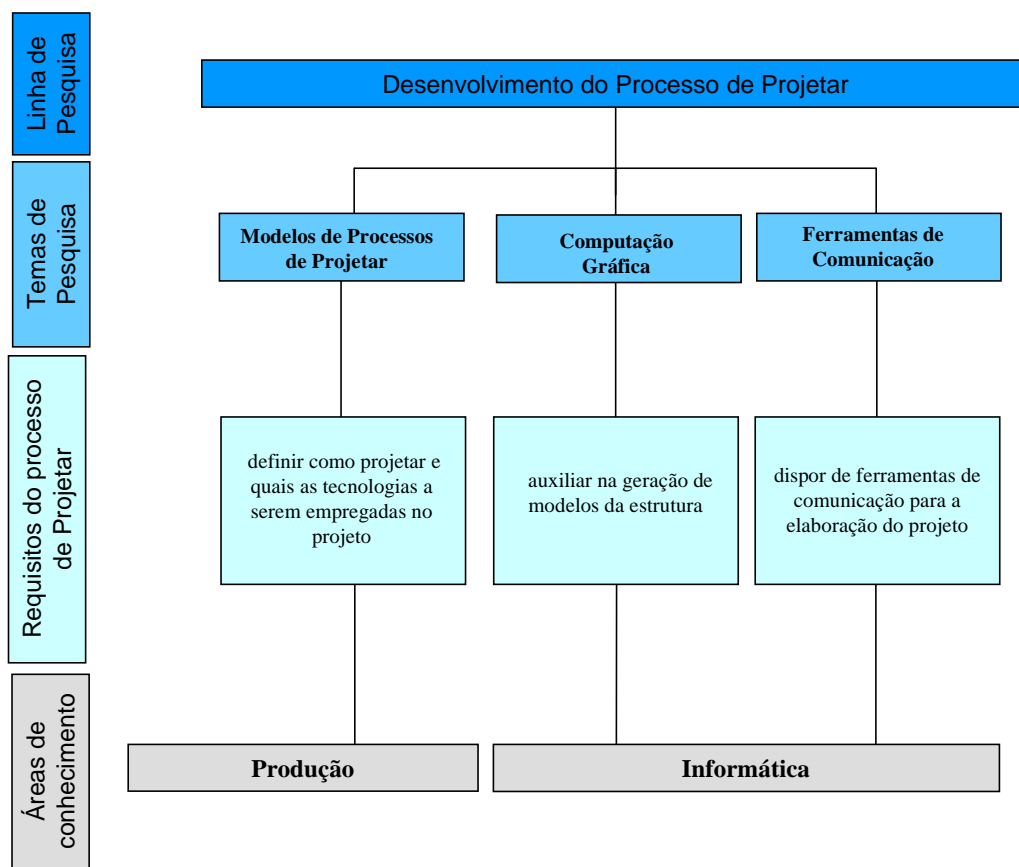 Linha de
Pesquisa
Desenvolvimento do Processo de Projetar
Temas de
Pesquisa
Modelos de Processos
de Projetar
Computação
Gráfica
Ferramentas de
Comunicação
Requisitos do processo
de Projetar
definir como projetar e
quais as tecnologias a
serem empregadas no
projeto
auxiliar na geração de
modelos da estrutura
dispor de ferramentas de
comunicação para a
elaboração do projeto
Áreas de
conhecimento
Produção
Informática